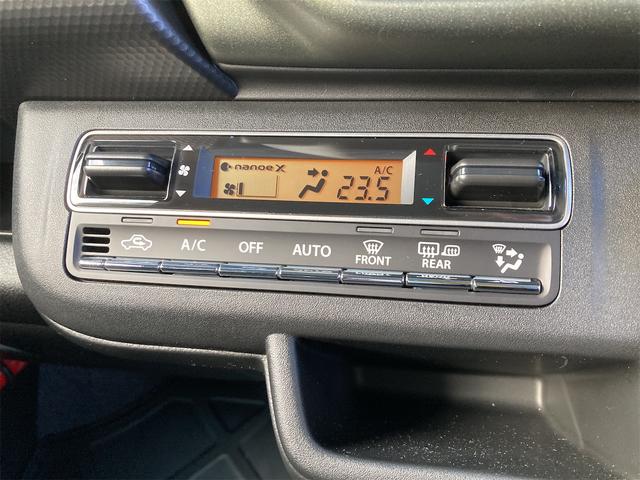 nanoe X
A/C
23.5
A/C
OFF
AUTO
FRONT
REAR